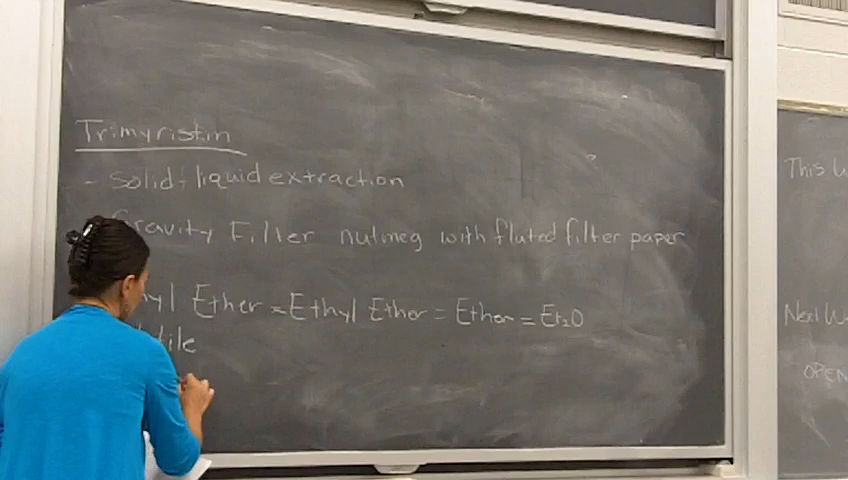 Trimyristin
- Solid-liquid extraction
Gravity Filter nutmeg with fluted filter paper
Ether = Ethyl Ether = Ether = Et₂O
This
Next
OPEN